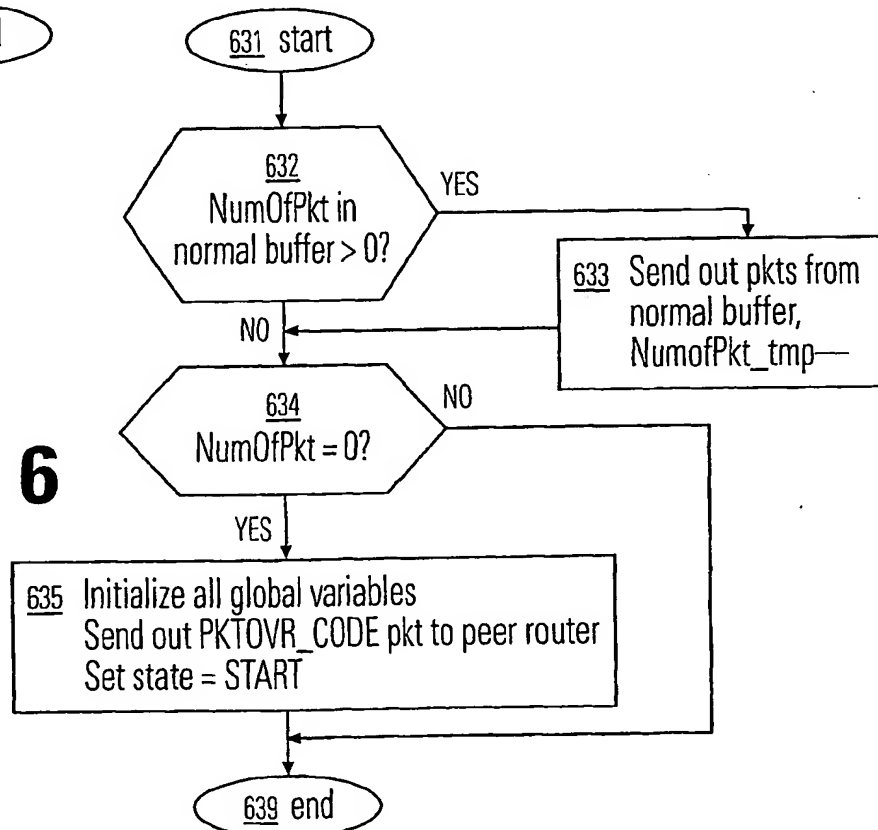 631 start
632
NumOfPkt in
normal buffer > 0?
YES
633 Send out pkts from
normal buffer,
NumofPkt_tmp—
NO
634
NumOfPkt = 0?
NO
6
YES
635 Initialize all global variables
Send out PKTOVR_CODE pkt to peer router
Set state = START
639 end